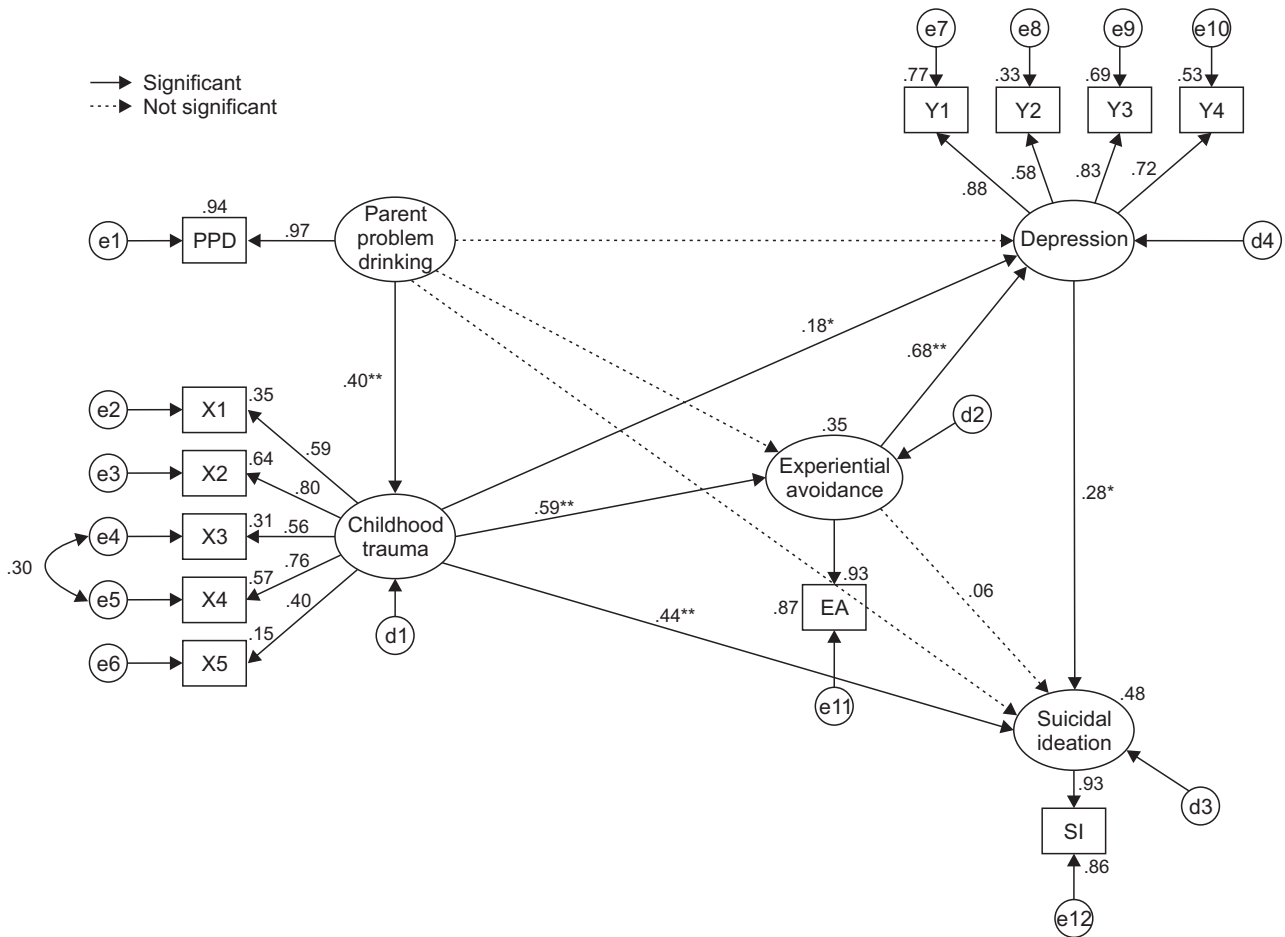 e7 e8 e9 e10
Significant
Not significant
.77 .33 .69 .53
Y1 Y2 Y3 Y4
.88 .58 .83 .72
.94
e1 PPD .97
Parent
problem
drinking
Depression
d4
.18*
.68**
.40**
.35
e2 X1
.59
e3 X2 .64
.80
e4 X3 .31 .56
.30
e5 X4 .57 .76
e6 X5 .15 .40
Childhood
trauma
d1
.59**
.44**
.35
Experiential
avoidance
d2
.28*
.93
.87 EA
e11
.06
.48
Suicidal
ideation
d3
.93
SI
.86
e12